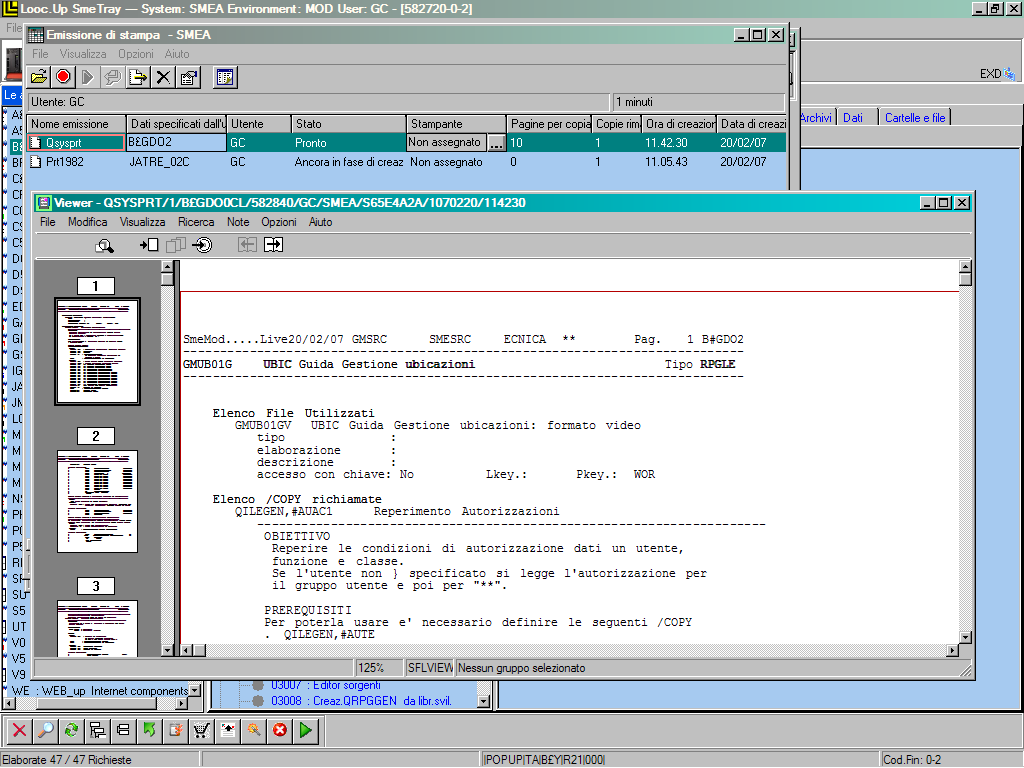 Looc.Up SmeTray — System: SMEA Environment: MOD User: GC - [582720-0-2]
File
Emissione di stampa - SMEA
File Visualizza Opzioni Aiuto
EXD
Utente: GC 1 minuti
Nome emissione Dati specificati dall'u Utente Stato Stampante Pagine per copia Copie rim Ora di creazion Data di creazi
Qsysprt B£GDO2 GC Pronto Non assegnato ... 10 1 11.42.30 20/02/07
Prt1982 JATRE_02C GC Ancora in fase di creaz Non assegnato 0 1 11.05.43 20/02/07
Archivi Dati Cartelle e file
Viewer - QSYSPRT/1/B£GDO0CL/582840/GC/SMEA/S65E4A2A/1070220/114230
File Modifica Visualizza Ricerca Note Opzioni Aiuto
1
2
3
SmeMod.....Live20/02/07 GMSRC SMESRC ECNICA ** Pag. 1 B#GDO2
GMUB01G UBIC Guida Gestione ubicazioni Tipo RPGLE
Elenco File Utilizzati
GMUB01GV UBIC Guida Gestione ubicazioni: formato video
tipo :
elaborazione :
descrizione :
accesso con chiave: No Lkey.: Pkey.: WOR
Elenco /COPY richiamate
QILEGEN,#AUAC1 Reperimento Autorizzazioni
OBIETTIVO
Reperire le condizioni di autorizzazione dati un utente,
funzione e classe.
Se l'utente non } specificato si legge l'autorizzazione per
il gruppo utente e poi per "**".
PREREQUISITI
Per poterla usare e' necessario definire le seguenti /COPY
. QILEGEN,#AUTE
125% SFLVIEW Nessun gruppo selezionato
WE : WEB_up Internet components
03007 : Editor sorgenti
03008 : Creaz.QRPGGEN da libr.svil.
Elaborate 47 / 47 Richieste |POPUP|TA|B£Y|R21|000| Cod.Fin: 0-2